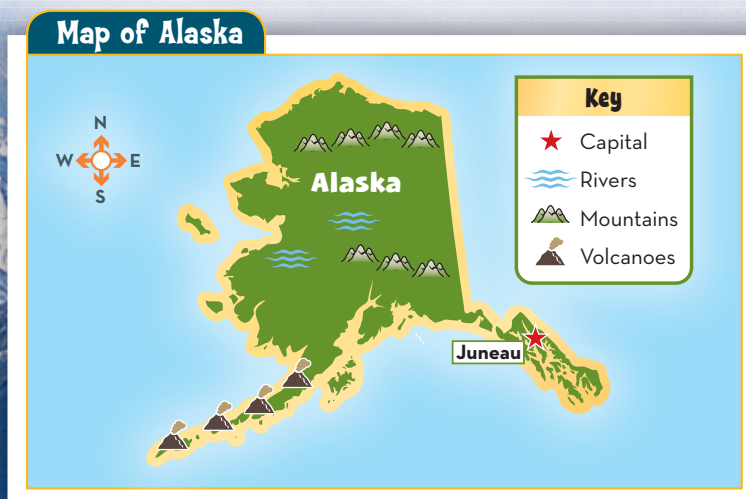 Map of Alaska
N
W E
S
Alaska
Juneau
Key
Capital
Rivers
Mountains
Volcanoes